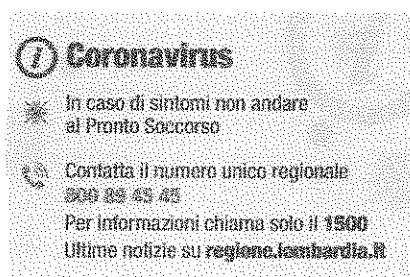 Coronavirus
In caso di sintomi non andare
al Pronto Soccorso
Contatta il numero unico regionale
800 89 45 45
Per informazioni chiama solo il 1500
Ultime notizie su regione.lombardia.it